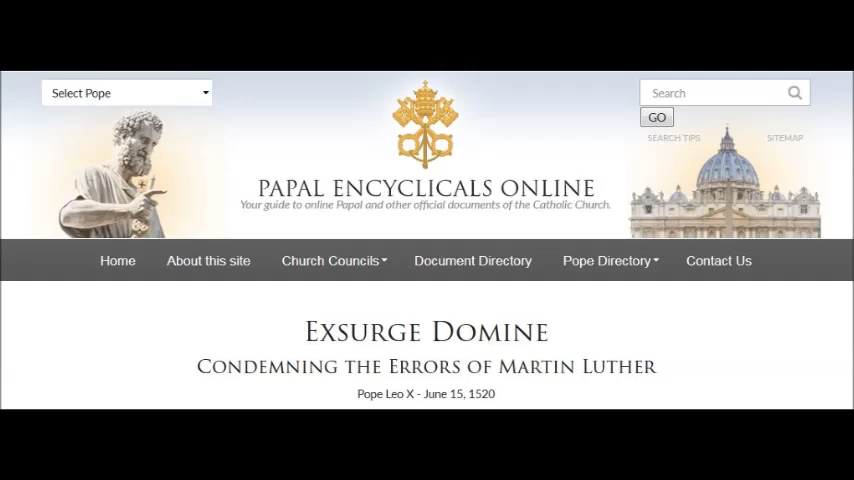 Select Pope
Search
GO
SEARCH TIPS
SITEMAP
PAPAL ENCYCLICALS ONLINE
Your guide to online Papal and other official documents of the Catholic Church.
Home
About this site
Church Councils
Document Directory
Pope Directory
Contact Us
EXSURGE DOMINE
CONDEMNING THE ERRORS OF MARTIN LUTHER
Pope Leo X - June 15, 1520